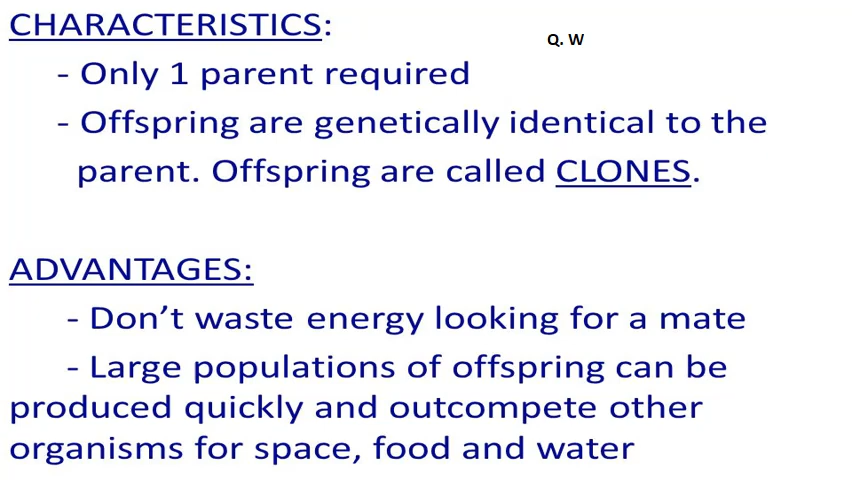 CHARACTERISTICS:
Q. W
- Only 1 parent required
- Offspring are genetically identical to the
parent. Offspring are called CLONES.
ADVANTAGES:
- Don’t waste energy looking for a mate
- Large populations of offspring can be
produced quickly and outcompete other
organisms for space, food and water